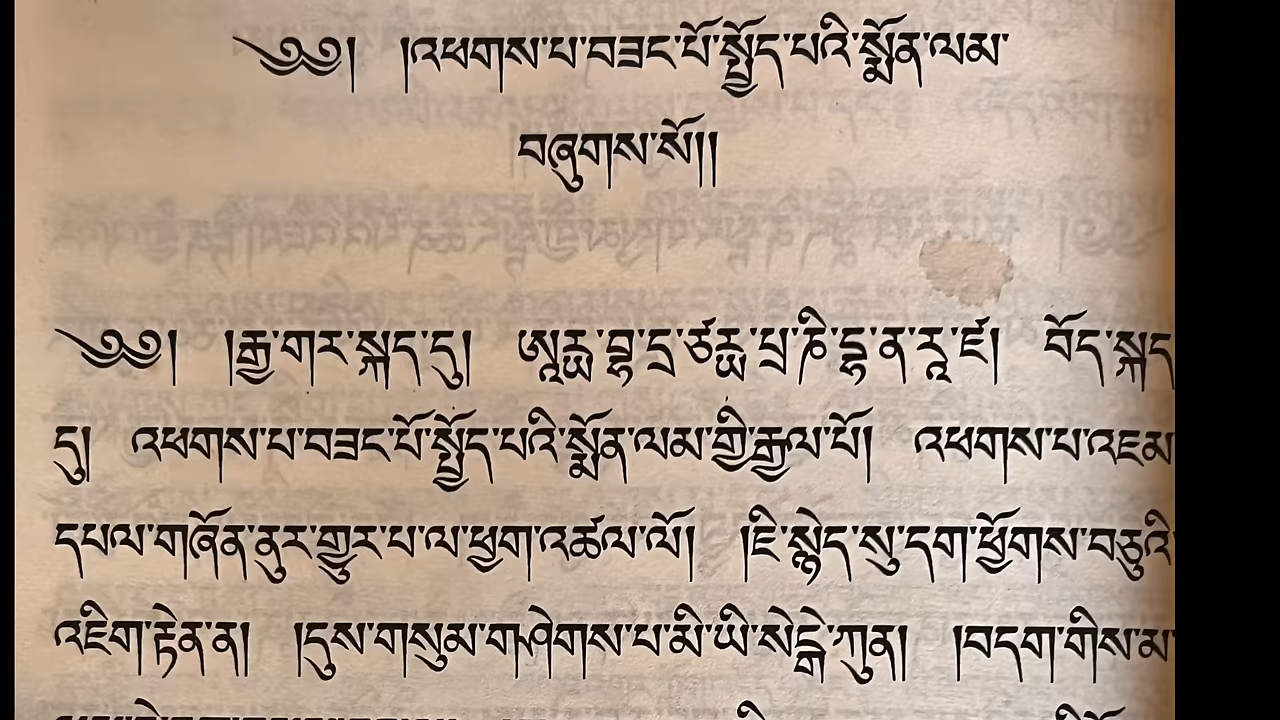 ༄༅། །འཕགས་པ་བཟང་པོ་སྤྱོད་པའི་སྨོན་ལམ་
བཞུགས་སོ།།
༄༅། །རྒྱ་གར་སྐད་དུ། ཨཱརྻ་བྷ་དྲ་ཙརྻ་པྲ་ཎི་དྷཱ་ན་རཱ་ཛ། བོད་སྐད
དུ། འཕགས་པ་བཟང་པོ་སྤྱོད་པའི་སྨོན་ལམ་གྱི་རྒྱལ་པོ། འཕགས་པ་འཇམ
དཔལ་གཞོན་ནུར་གྱུར་པ་ལ་ཕྱག་འཚལ་ལོ། །ཇི་སྙེད་སུ་དག་ཕྱོགས་བཅུའི
འཇིག་རྟེན་ན། །དུས་གསུམ་གཤེགས་པ་མི་ཡི་སེངྒེ་ཀུན། །བདག་གིས་མ་